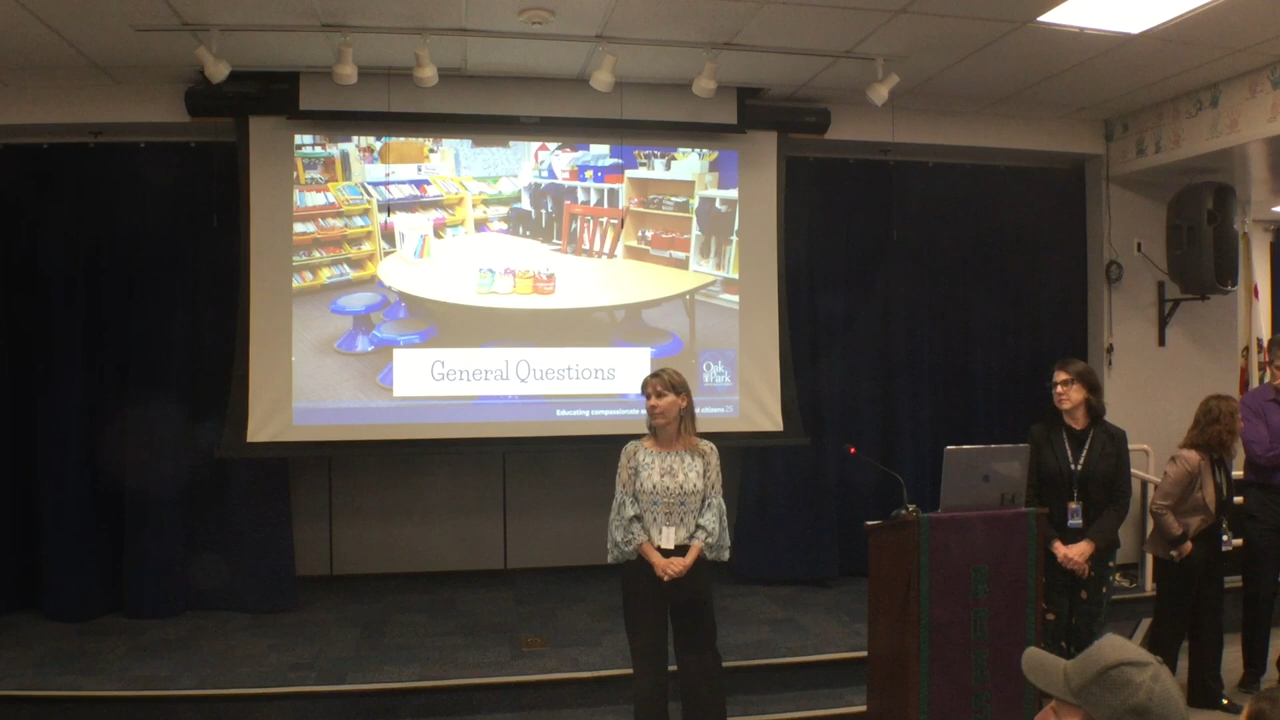 General Questions
Oak
Park
Educating compassionate
d citizens 25